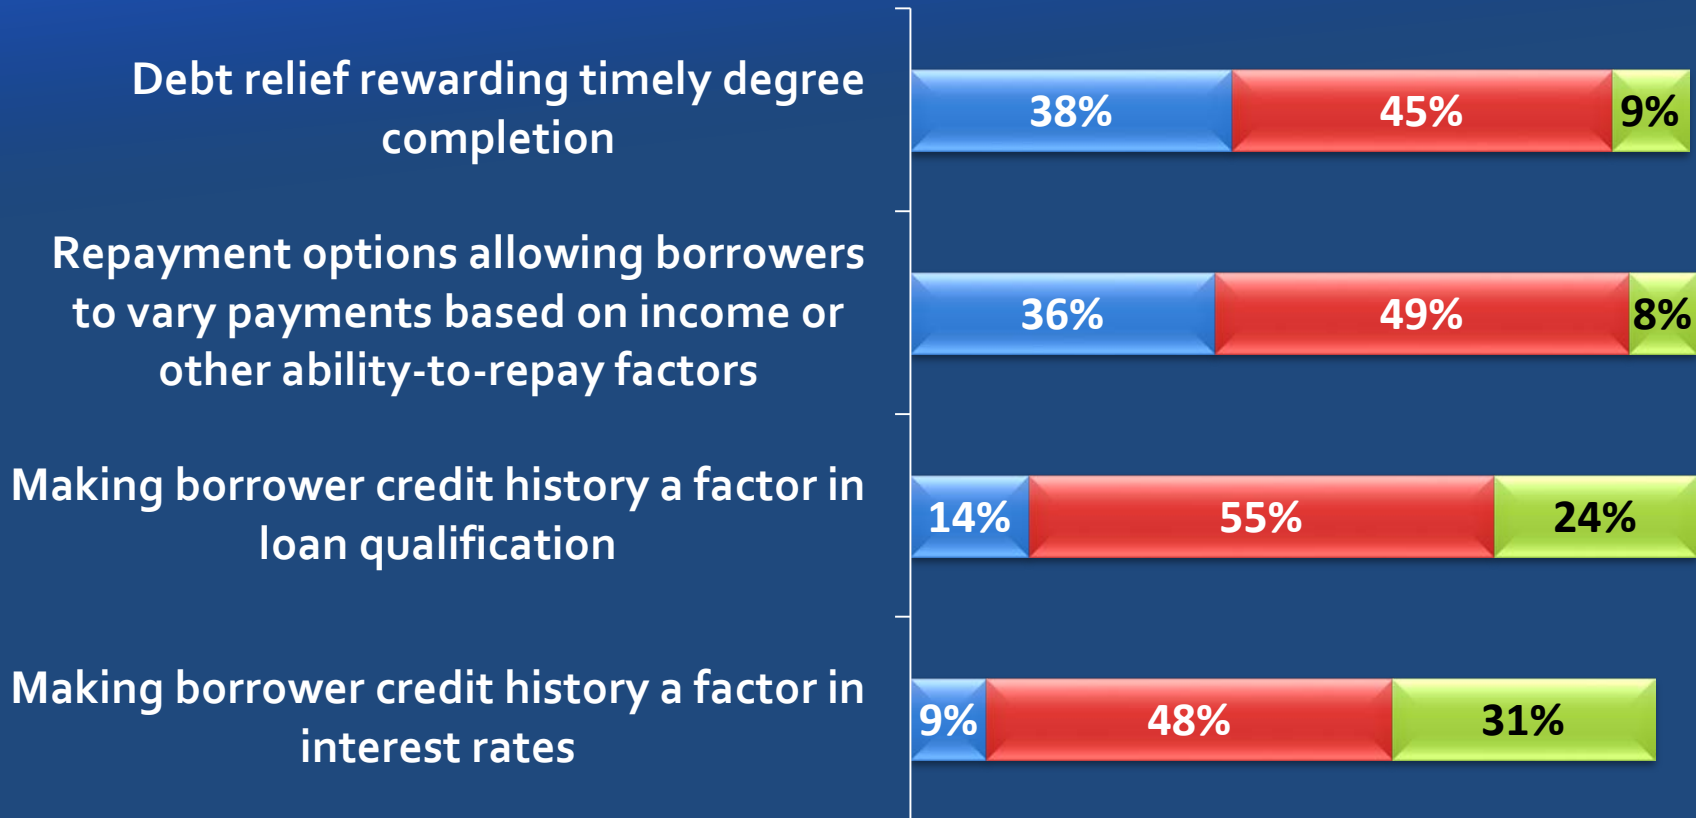 Debt relief rewarding timely degree
completion
38% 45% 9%
Repayment options allowing borrowers
to vary payments based on income or
other ability-to-repay factors
36% 49% 8%
Making borrower credit history a factor in
loan qualification
14% 55% 24%
Making borrower credit history a factor in
interest rates
9% 48% 31%